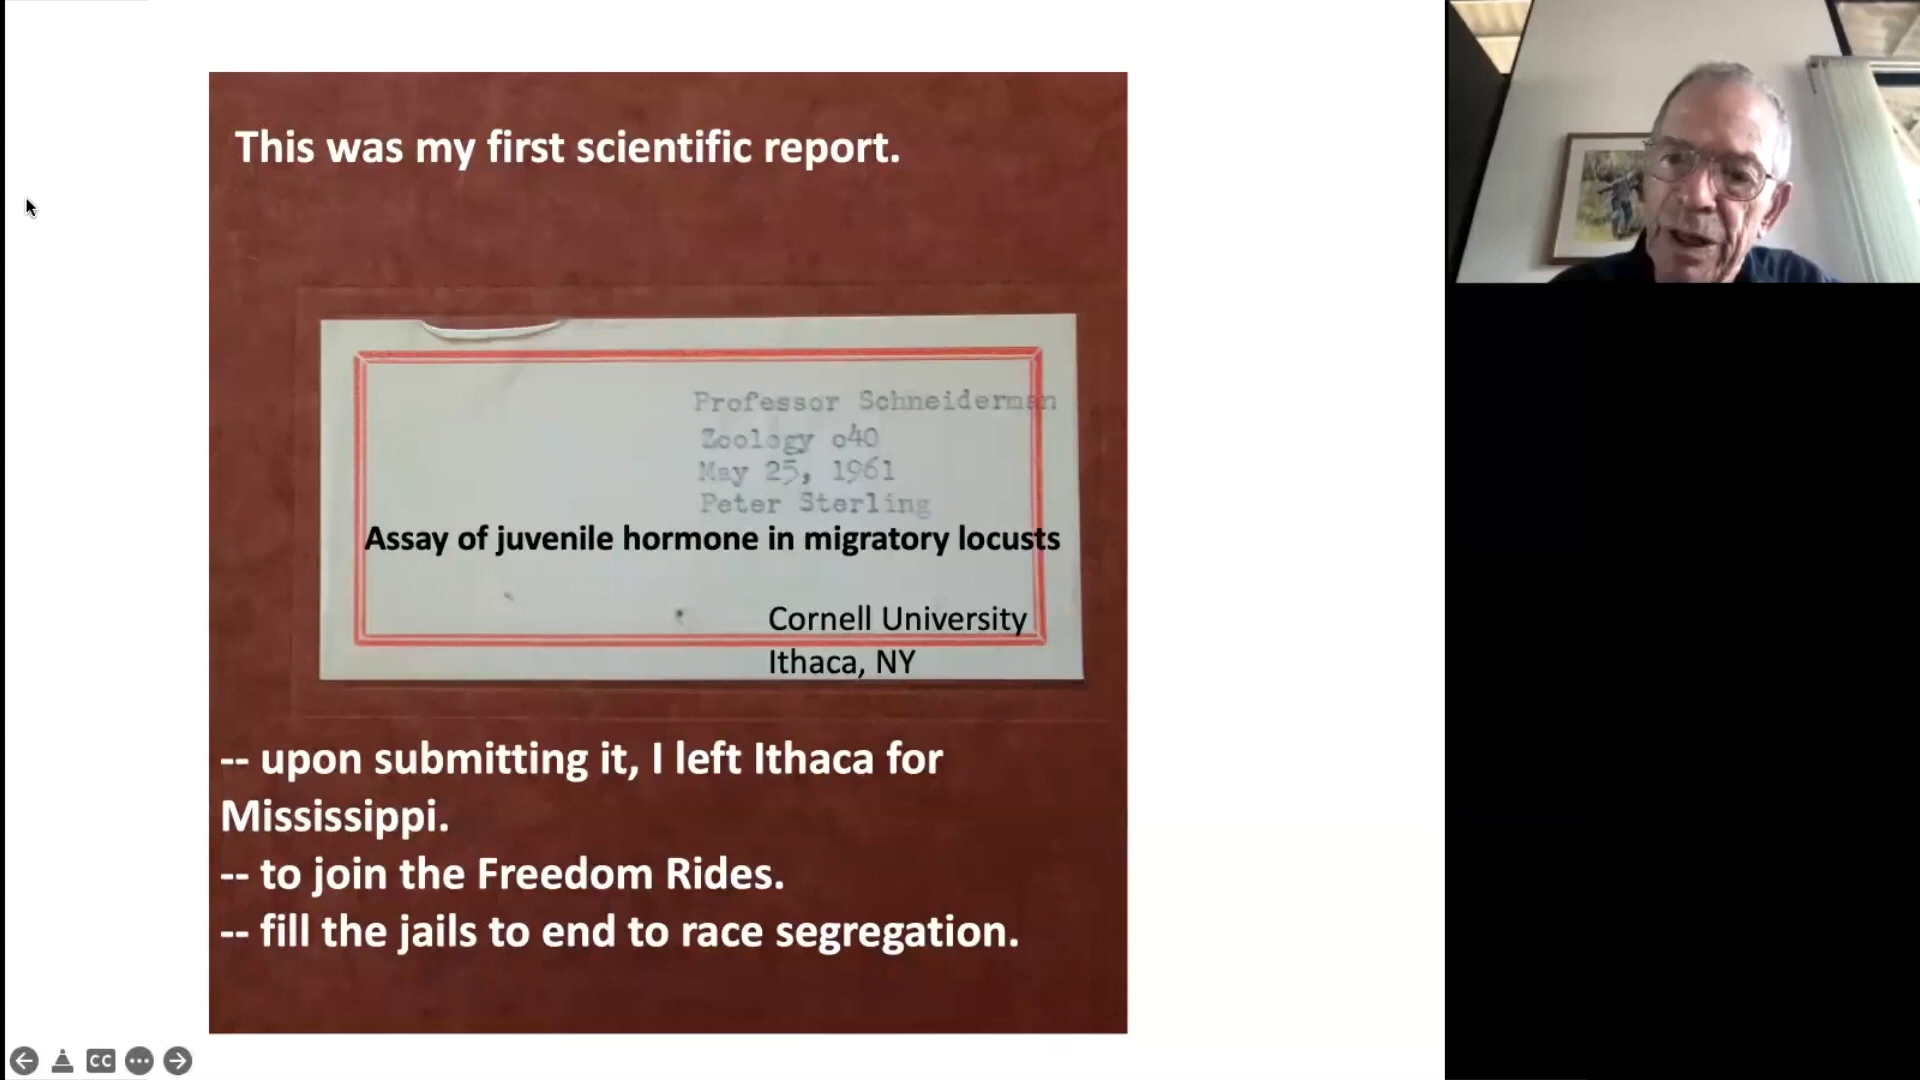 This was my first scientific report.
Professor Schneiderman
Zoology o40
May 25, 1961
Peter Sterling
Assay of juvenile hormone in migratory locusts
Cornell University
Ithaca, NY
-- upon submitting it, I left Ithaca for
Mississippi.
-- to join the Freedom Rides.
-- fill the jails to end to race segregation.
CC